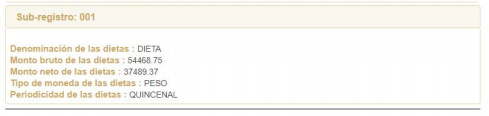 Sub-registro: 001
Denominación de las dietas : DIETA
Monto bruto de las dietas : 54468.75
Monto neto de las dietas : 37489.37
Tipo de moneda de las dietas : PESO
Periodicidad de las dietas : QUINCENAL